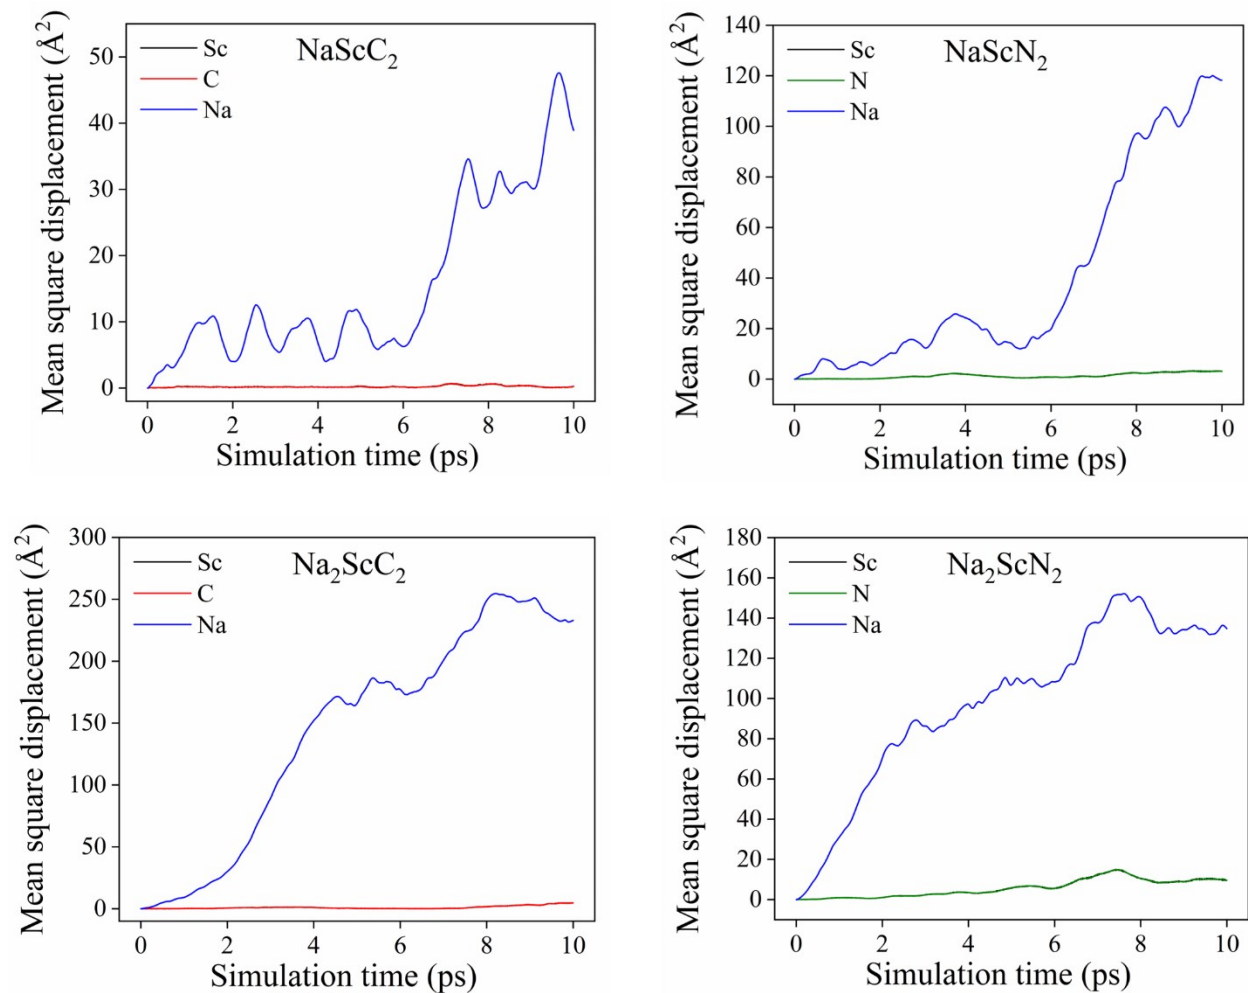 Mean square displacement (Å²)
50
40
30
20
10
0
Sc
C
Na
NaScC₂
0 2 4 6 8 10
Simulation time (ps)
Mean square displacement (Å²)
140
120
100
80
60
40
20
0
Sc
N
Na
NaScN₂
0 2 4 6 8 10
Simulation time (ps)
Mean square displacement (Å²)
300
250
200
150
100
50
0
Sc
C
Na
Na₂ScC₂
0 2 4 6 8 10
Simulation time (ps)
Mean square displacement (Å²)
180
160
140
120
100
80
60
40
20
0
Sc
N
Na
Na₂ScN₂
0 2 4 6 8 10
Simulation time (ps)